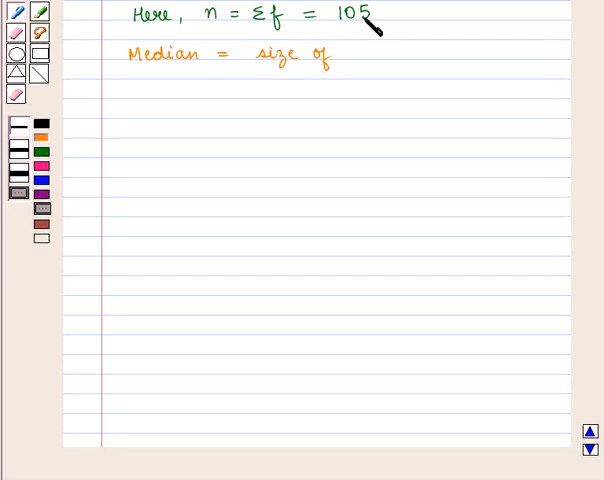 Here, n = Σf = 105
Median = size of